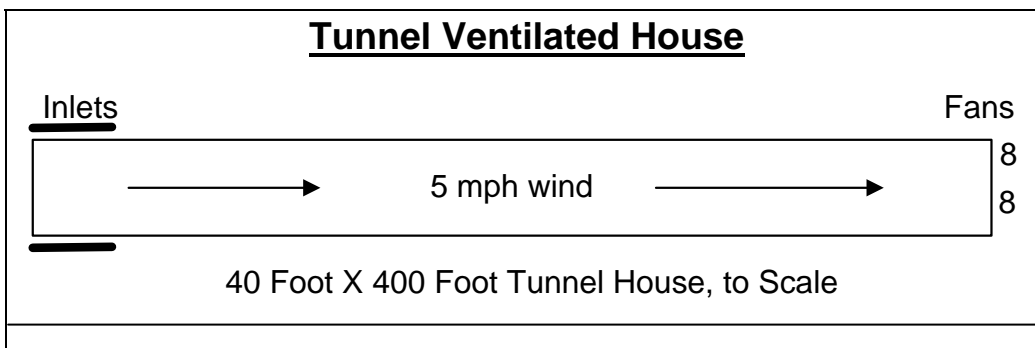 Tunnel Ventilated House
Inlets Fans
8
5 mph wind
8
40 Foot X 400 Foot Tunnel House, to Scale